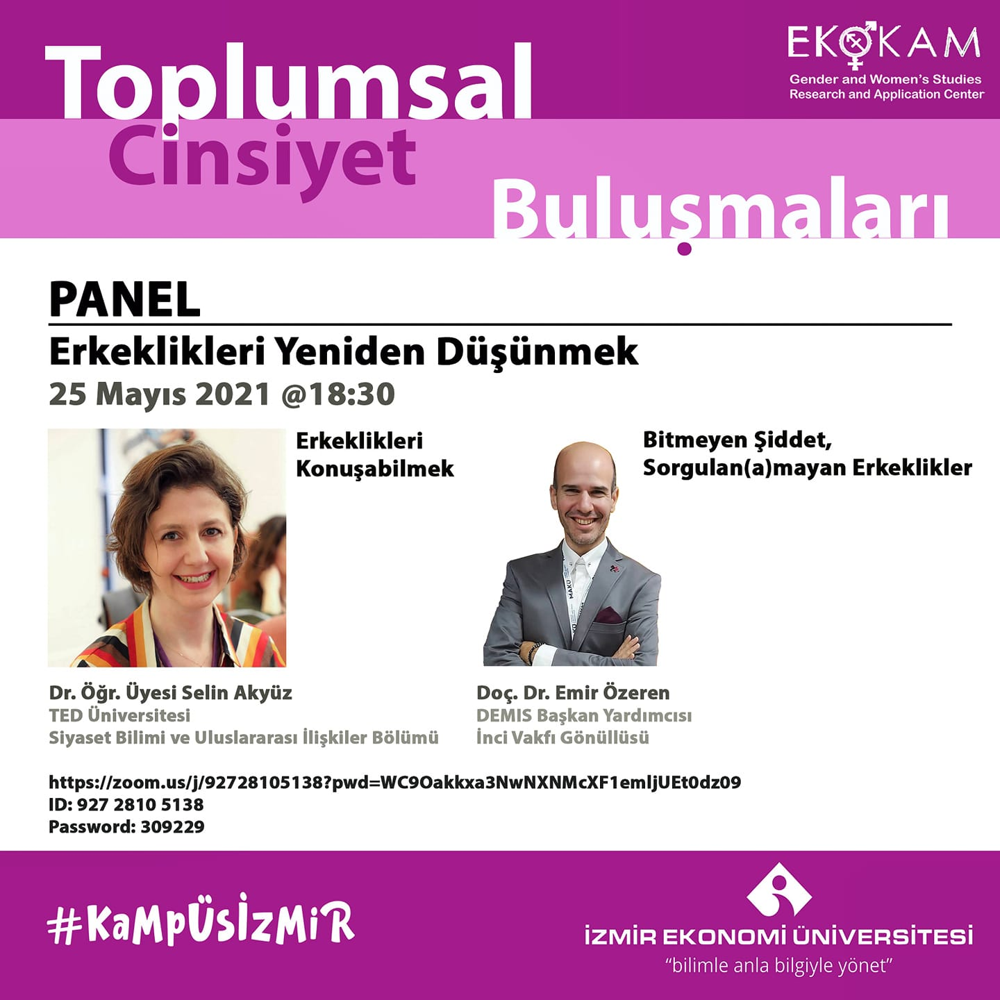 Toplumsal
Cinsiyet
Buluşmaları
EKOKAM
Gender and Women's Studies
Research and Application Center
PANEL
Erkeklikleri Yeniden Düşünmek
25 Mayıs 2021 @18:30
Erkeklikleri
Konuşabilmek
Bitmeyen Şiddet,
Sorgulan(a)mayan Erkeklikler
MAKÜ
Dr. Öğr. Üyesi Selin Akyüz
TED Üniversitesi
Siyaset Bilimi ve Uluslararası İlişkiler Bölümü
Doç. Dr. Emir Özeren
DEMIS Başkan Yardımcısı
İnci Vakfı Gönüllüsü
https://zoom.us/j/92728105138?pwd=WC9Oakkxa3NwNXNMcXF1emljUEt0dz09
ID: 927 2810 5138
Password: 309229
#KaMpÜsİzMiR
İZMİR EKONOMİ ÜNİVERSİTESİ
“bilimle anla bilgiyle yönet”